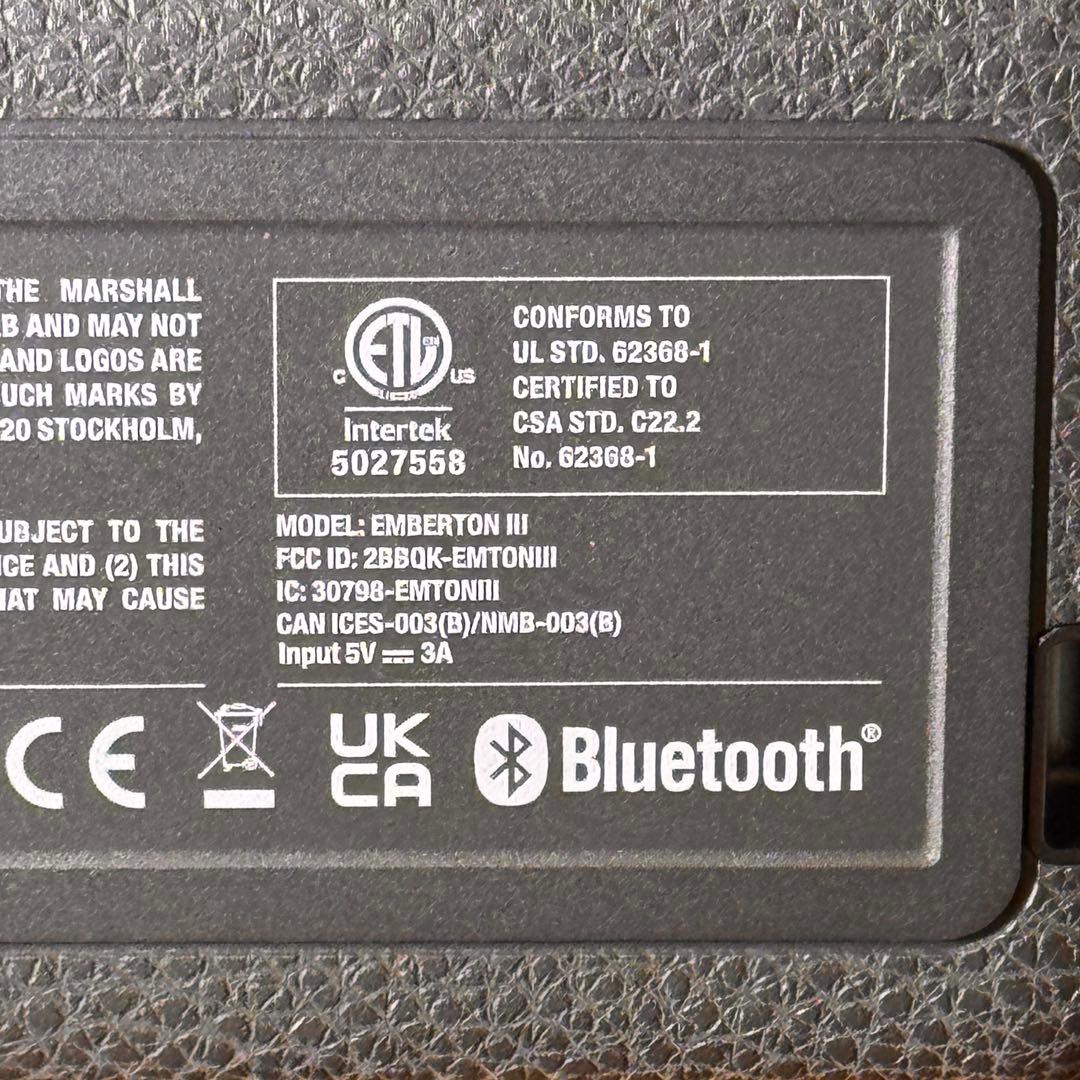 THE MARSHALL
B AND MAY NOT
AND LOGOS ARE
UCH MARKS BY
20 STOCKHOLM,
UBJECT TO THE
ICE AND (2) THIS
HAT MAY CAUSE
ETL
C US
Intertek
5027558
CONFORMS TO
UL STD. 62368-1
CERTIFIED TO
CSA STD. C22.2
No. 62368-1
MODEL: EMBERTON III
FCC ID: 2BBQK-EMTONIII
IC: 30798-EMTONIII
CAN ICES-003(B)/NMB-003(B)
Input 5V ⎓ 3A
CE
UK
CA
Bluetooth®